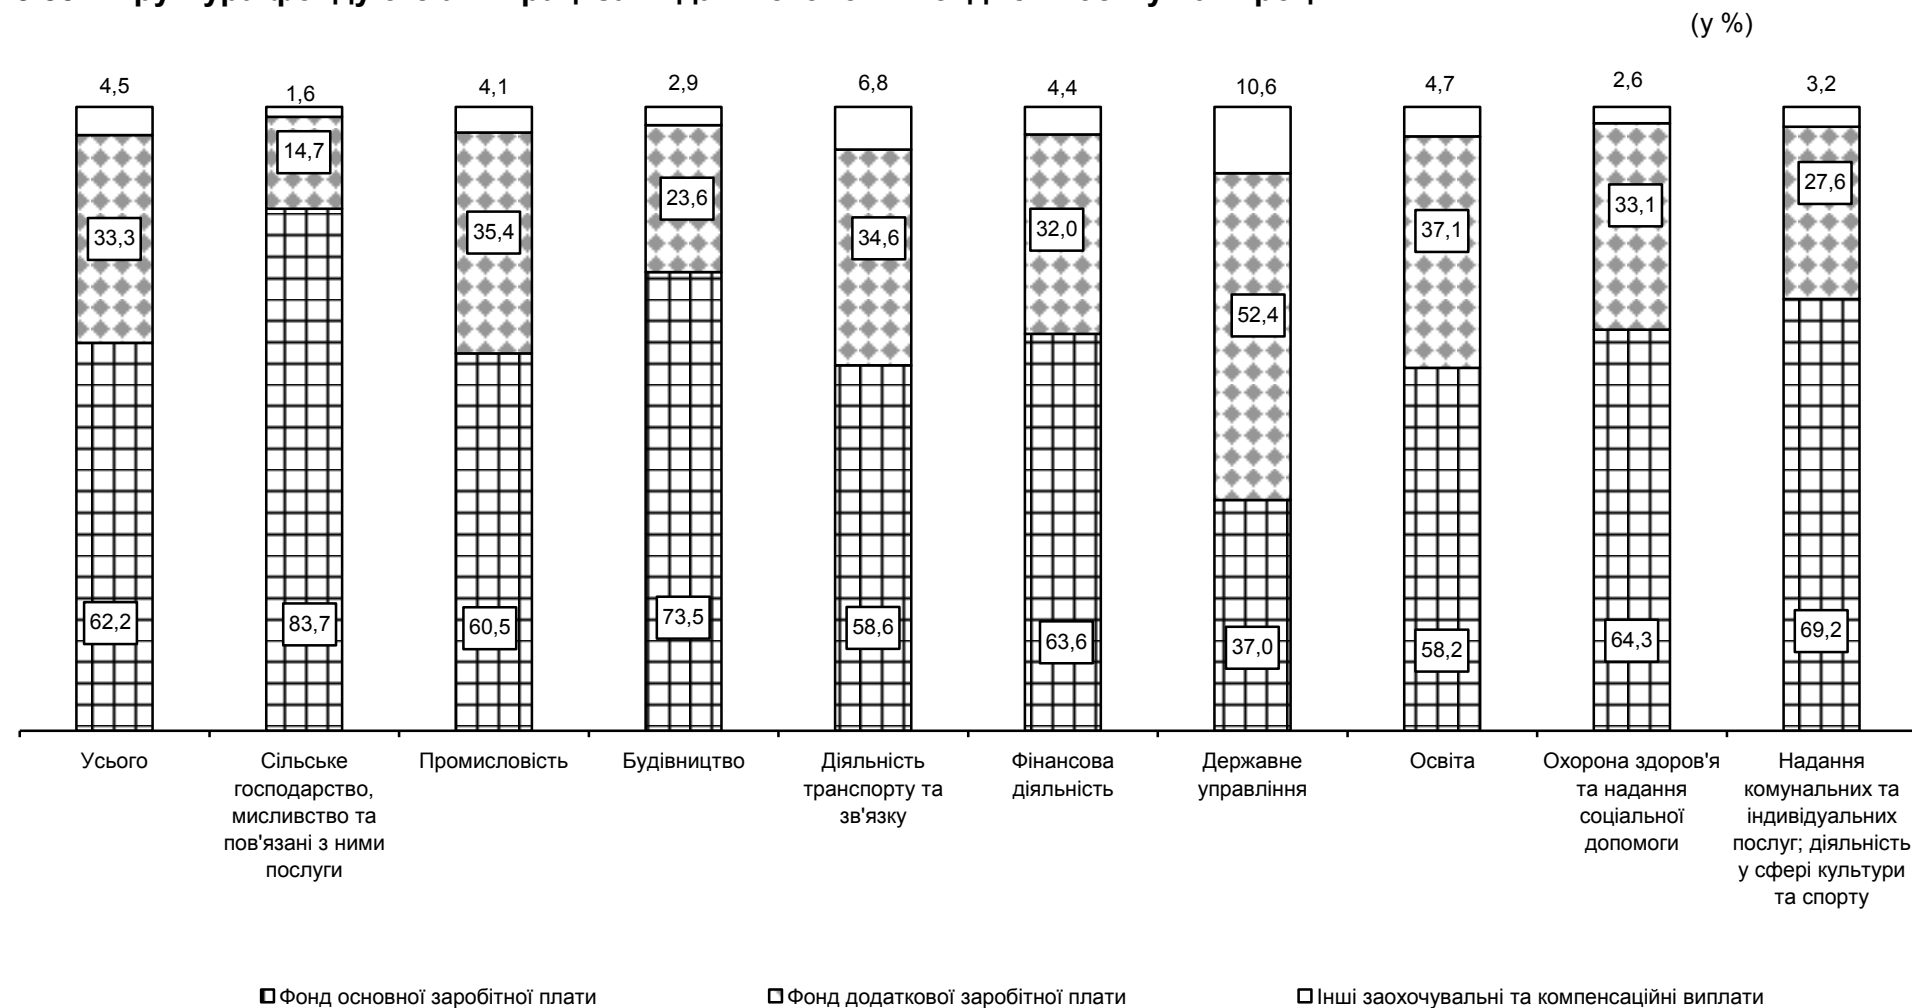 (у %)
4,5 1,6 4,1 2,9 6,8 4,4 10,6 4,7 2,6 3,2
33,3 14,7 35,4 23,6 34,6 32,0 52,4 37,1 33,1 27,6
62,2 83,7 60,5 73,5 58,6 63,6 37,0 58,2 64,3 69,2
Усього
Сільське
господарство,
мисливство та
пов'язані з ними
послуги
Промисловість
Будівництво
Діяльність
транспорту та
зв'язку
Фінансова
діяльність
Державне
управління
Освіта
Охорона здоров'я
та надання
соціальної
допомоги
Надання
комунальних та
індивідуальних
послуг; діяльність
у сфері культури
та спорту
Фонд основної заробітної плати
Фонд додаткової заробітної плати
Інші заохочувальні та компенсаційні виплати